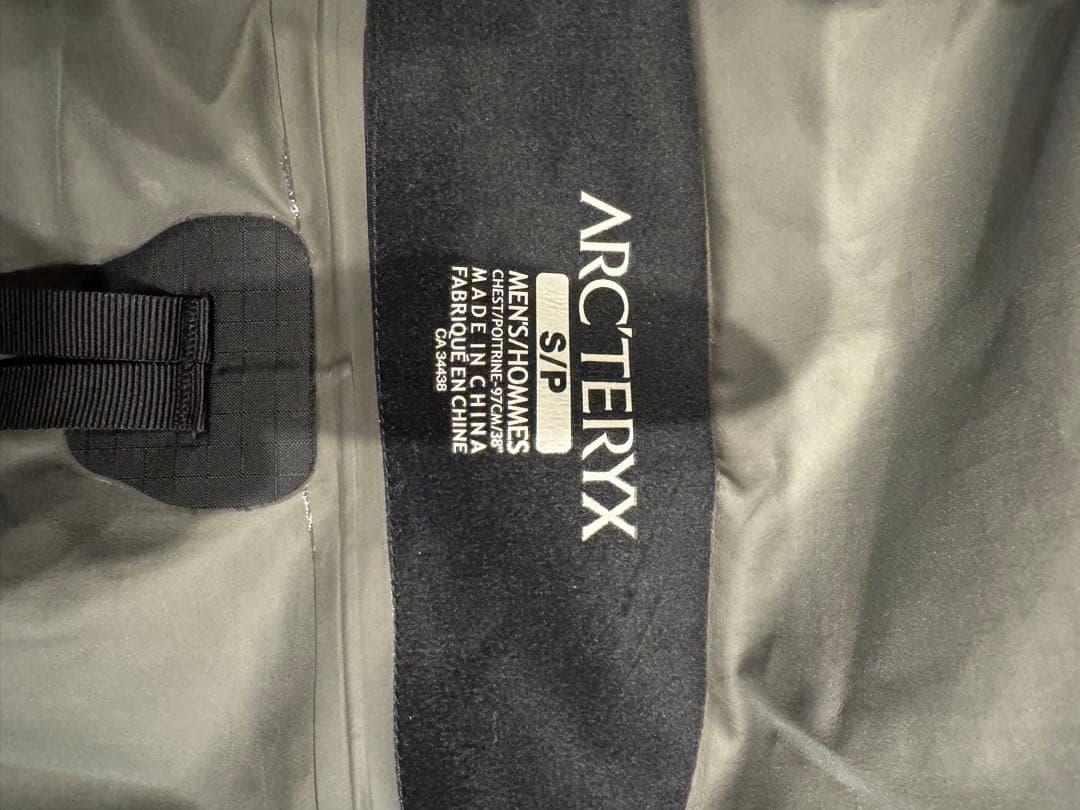 ARC'TERYX
S/P
MEN'S/HOMMES
CHEST/POITRINE-97CM/38"
MADE IN CHINA
FABRIQUÉ EN CHINE
CA 34438